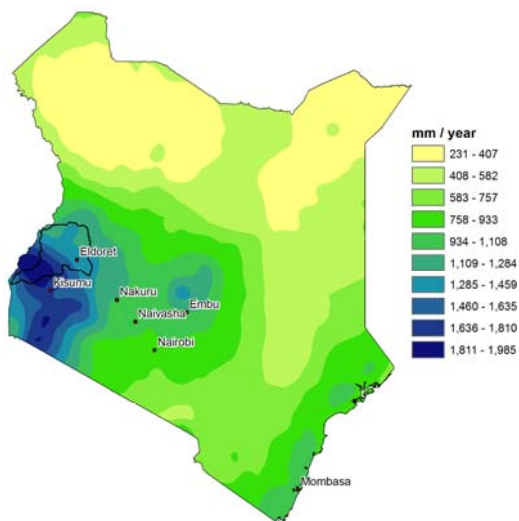 mm / year
231 - 407
408 - 582
583 - 757
758 - 933
934 - 1,108
1,109 - 1,284
1,285 - 1,459
1,460 - 1,635
1,636 - 1,810
1,811 - 1,985
Eldoret
Kisumu
Nakuru
Embu
Naivasha
Nairobi
Mombasa